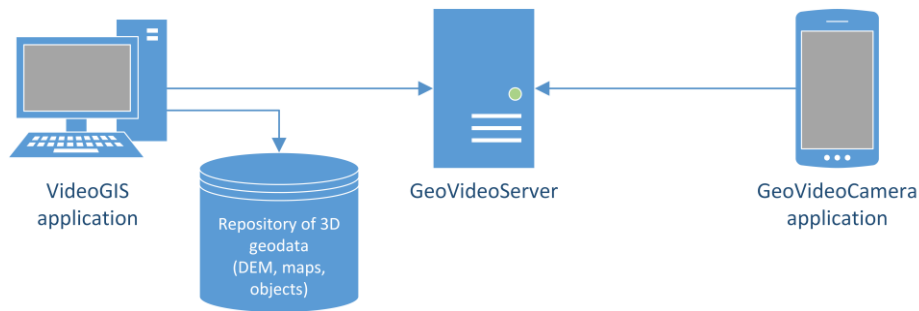 VideoGIS
application
Repository of 3D
geodata
(DEM, maps,
objects)
GeoVideoServer
GeoVideoCamera
application